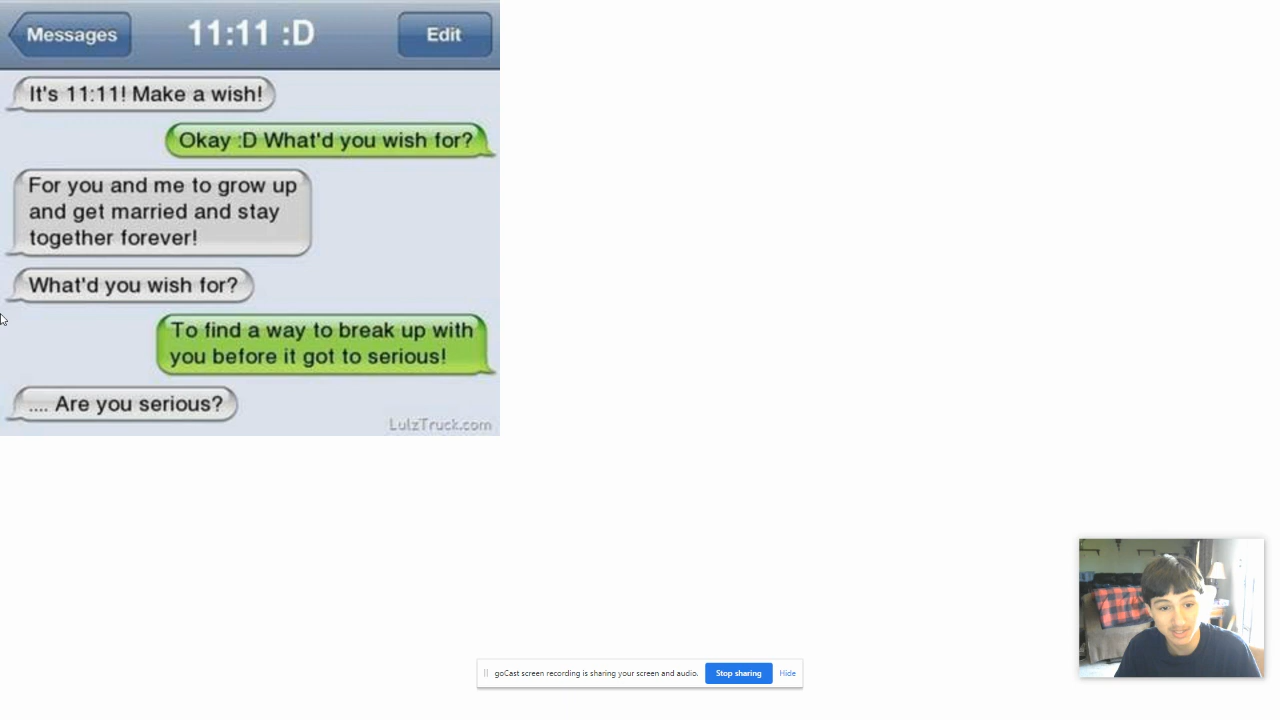 Messages
11:11 :D
Edit
It's 11:11! Make a wish!
Okay :D What'd you wish for?
For you and me to grow up
and get married and stay
together forever!
What'd you wish for?
To find a way to break up with
you before it got to serious!
.... Are you serious?
LulzTruck.com
goCast screen recording is sharing your screen and audio.
Stop sharing
Hide